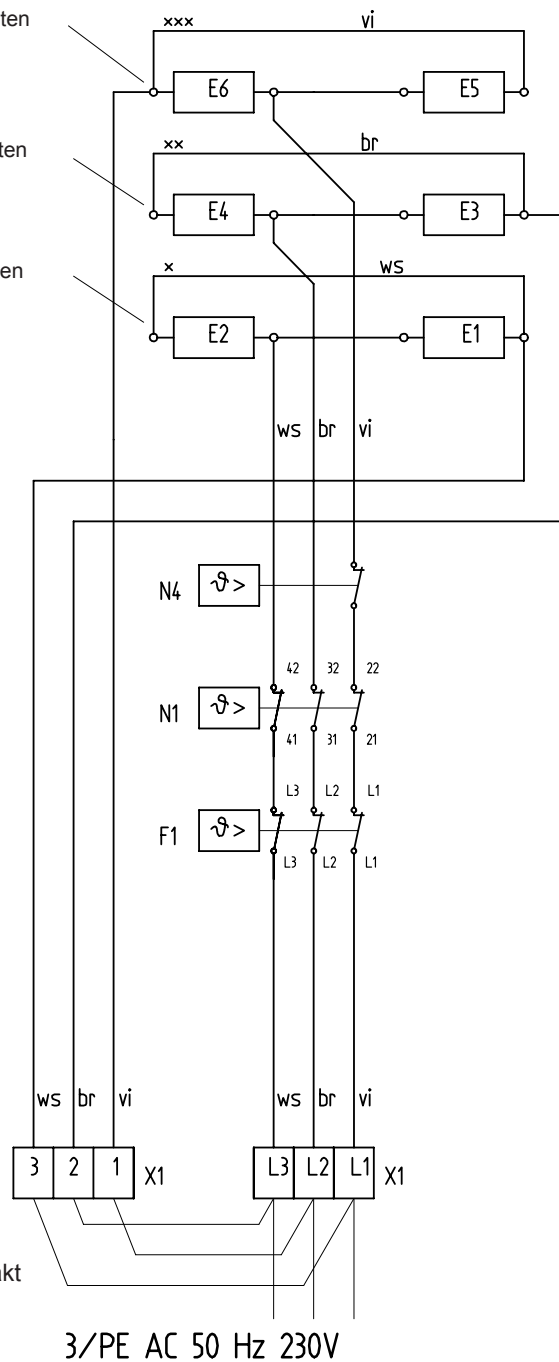 ten
××× vi
E6 E5
ten
×× br
E4 E3
en
× ws
E2 E1
ws br vi
N4 ϑ>
42 32 22
N1 ϑ>
41 31 21
L3 L2 L1
F1 ϑ>
L3 L2 L1
ws br vi ws br vi
3 2 1 X1 L3 L2 L1 X1
akt
3/PE AC 50 Hz 230V